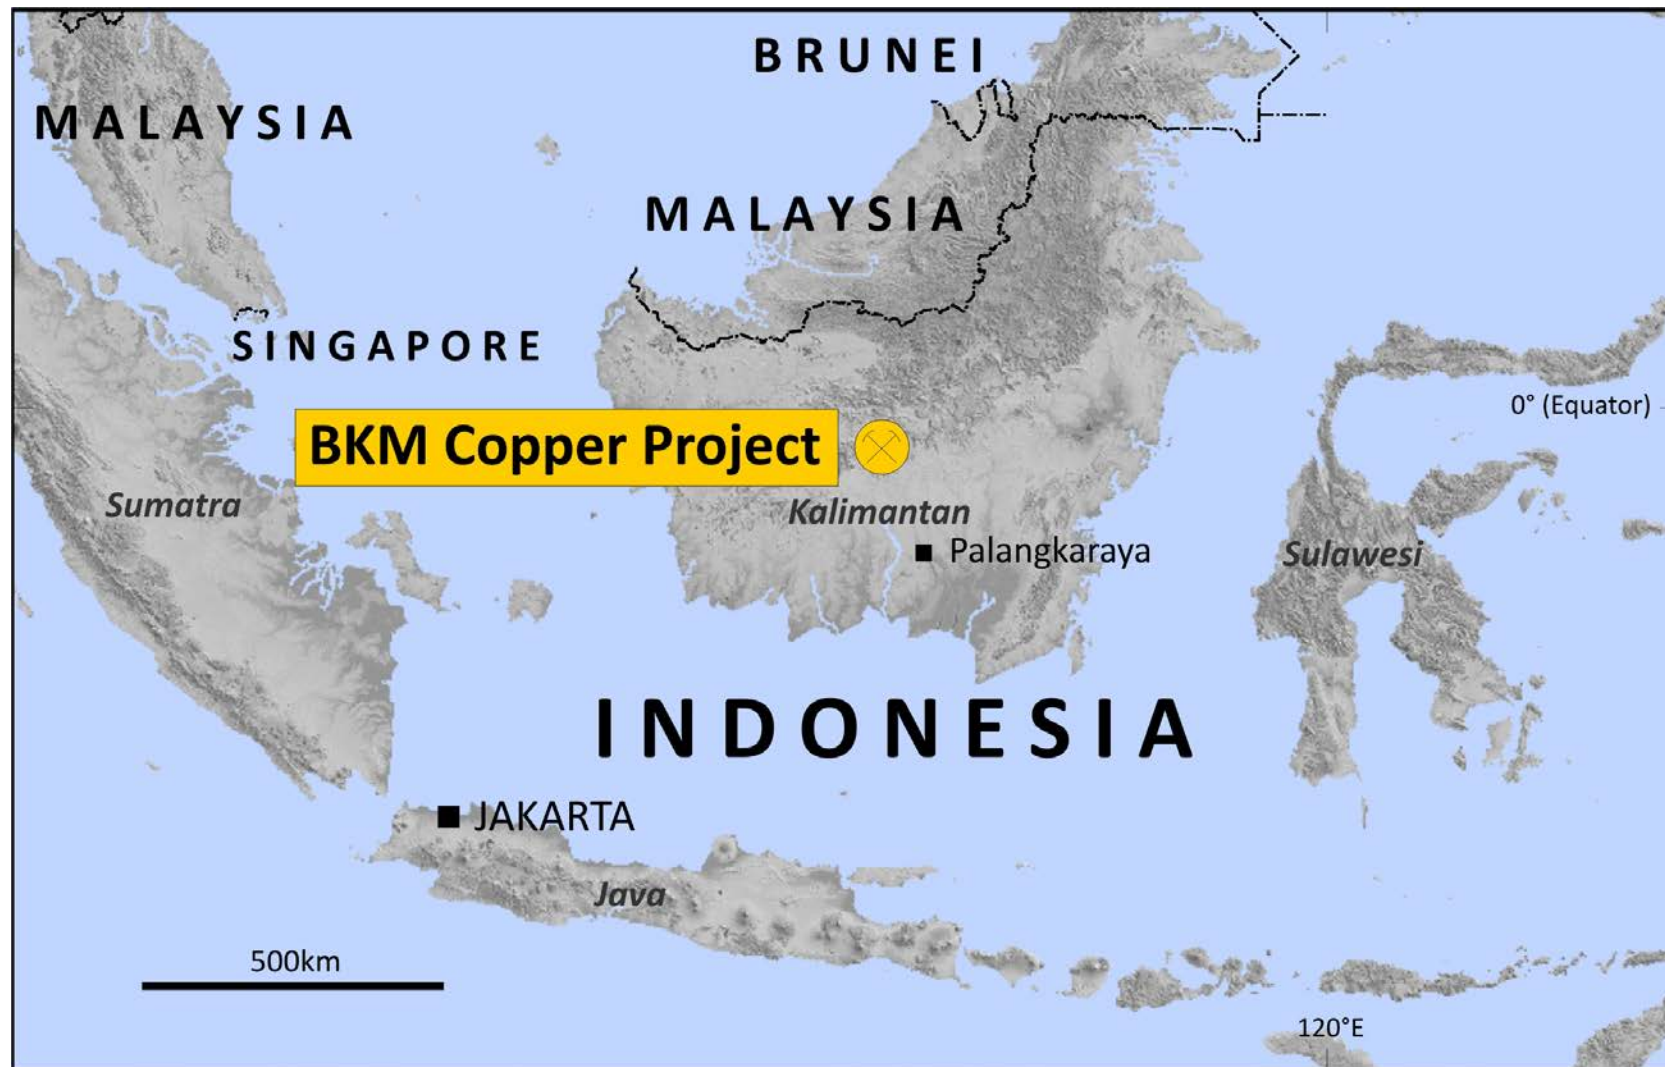 BRUNEI
MALAYSIA
MALAYSIA
SINGAPORE
0° (Equator)
BKM Copper Project
Sumatra
Kalimantan
Palangkaraya
Sulawesi
INDONESIA
JAKARTA
Java
500km
120°E